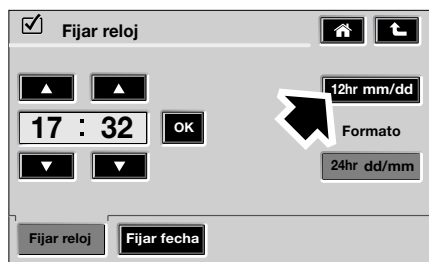 Fijar reloj
12hr mm/dd
17 : 32
OK
Formato
24hr dd/mm
Fijar reloj
Fijar fecha